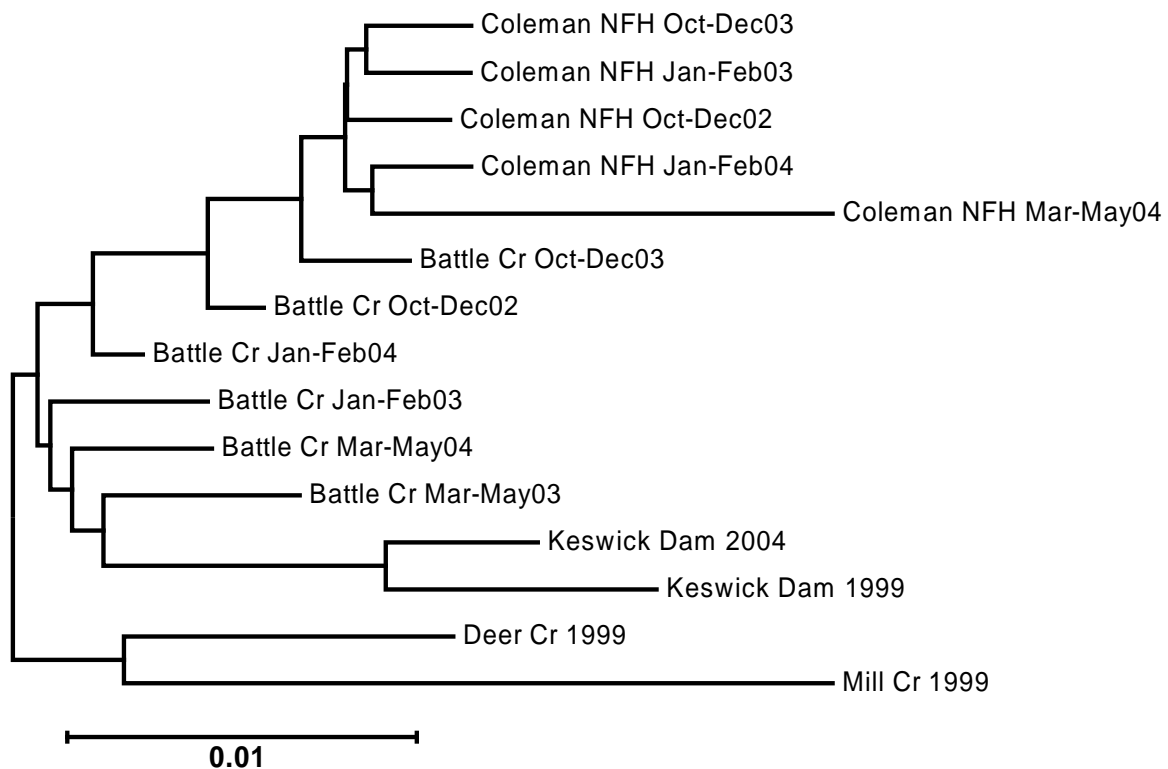 Coleman NFH Oct-Dec03
Coleman NFH Jan-Feb03
Coleman NFH Oct-Dec02
Coleman NFH Jan-Feb04
Coleman NFH Mar-May04
Battle Cr Oct-Dec03
Battle Cr Oct-Dec02
Battle Cr Jan-Feb04
Battle Cr Jan-Feb03
Battle Cr Mar-May04
Battle Cr Mar-May03
Keswick Dam 2004
Keswick Dam 1999
Deer Cr 1999
Mill Cr 1999
0.01